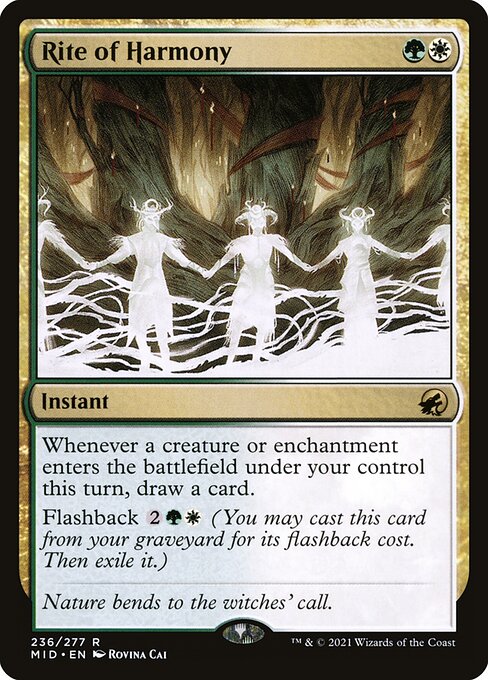 Rite of Harmony
Instant
Whenever a creature or enchantment
enters the battlefield under your control
this turn, draw a card.
Flashback 2 (You may cast this card
from your graveyard for its flashback cost.
Then exile it.)
Nature bends to the witches’ call.
236/277 R
MID • EN Rovina Cai
™ & © 2021 Wizards of the Coast